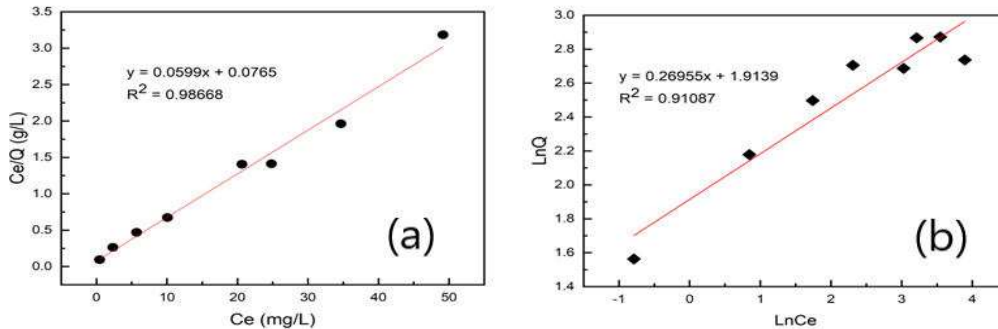 3.5
3.0
2.5
2.0
1.5
1.0
0.5
0.0
Ce/Q (g/L)
y = 0.0599x + 0.0765
R² = 0.98668
(a)
0 10 20 30 40 50
Ce (mg/L)
3.0
2.8
2.6
2.4
2.2
2.0
1.8
1.6
1.4
LnQ
y = 0.26955x + 1.9139
R² = 0.91087
(b)
-1 0 1 2 3 4
LnCe